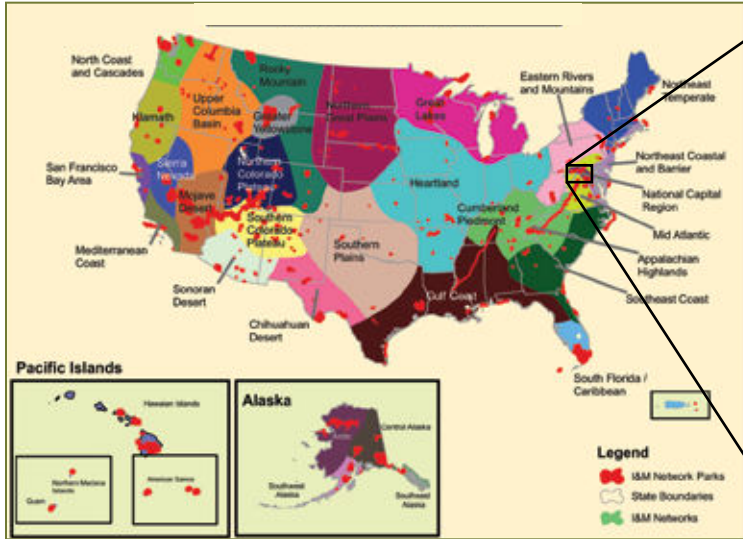 North Coast
and Cascades
Rocky
Mountain
Great
Lakes
Eastern Rivers
and Mountains
Northeast
Temperate
Klamath
Upper
Columbia
Basin
Greater
Yellowstone
Northern
Great Plains
San Francisco
Bay Area
Sierra
Nevada
Northern
Colorado
Plateau
Heartland
Northeast Coastal
and Barrier
National Capital
Region
Mojave
Desert
Cumberland
Piedmont
Mid Atlantic
Mediterranean
Coast
Southern
Colorado
Plateau
Southern
Plains
Appalachian
Highlands
Sonoran
Desert
Gulf Coast
Southeast Coast
Chihuahuan
Desert
South Florida /
Caribbean
Pacific Islands
Hawaiian Islands
Northern Mariana
Islands
Guam
American Samoa
Alaska
Central Alaska
Southwest
Alaska
Southeast
Alaska
Legend
I&M Network Parks
State Boundaries
I&M Networks